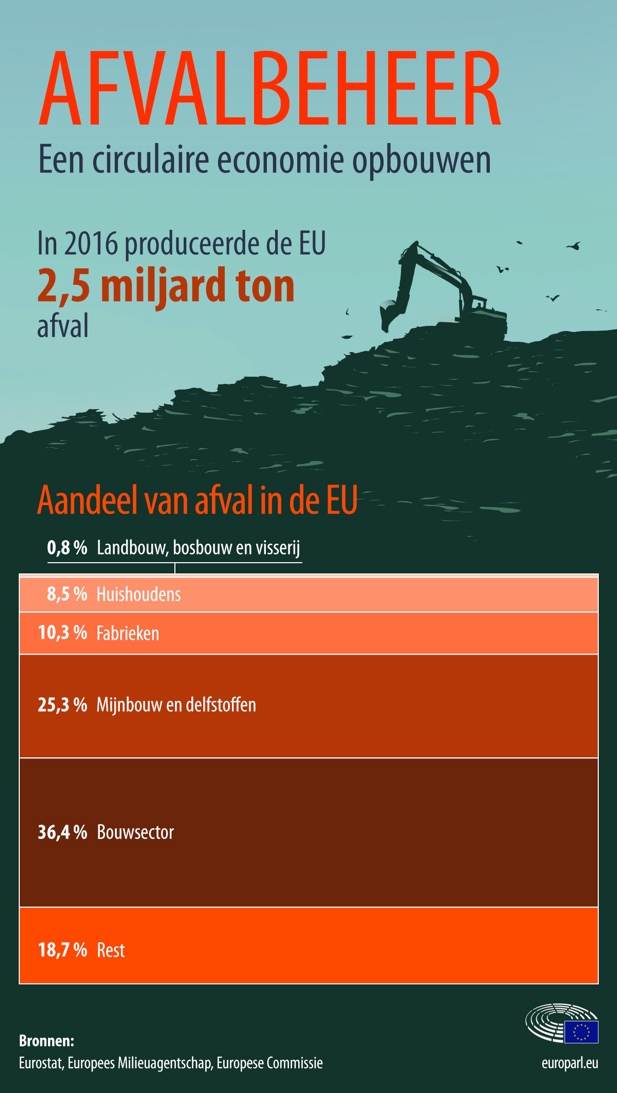 AFVALBEHEER
Een circulaire economie opbouwen
In 2016 produceerde de EU
2,5 miljard ton
afval
Aandeel van afval in de EU
0,8 % Landbouw, bosbouw en visserij
8,5 % Huishoudens
10,3 % Fabrieken
25,3 % Mijnbouw en delfstoffen
36,4 % Bouwsector
18,7 % Rest
Bronnen:
Eurostat, Europees Milieuagentschap, Europese Commissie
europarl.eu